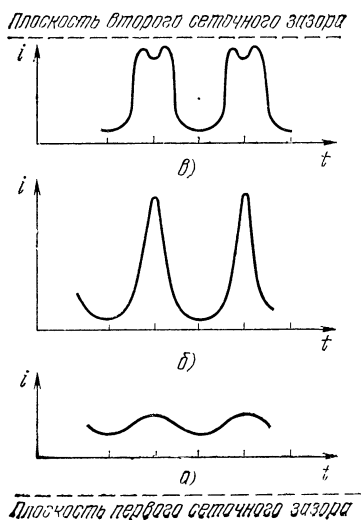 Плоскость второго сеточного зазора
i
t
в)
i
t
б)
i
t
а)
Плоскость первого сеточного зазора